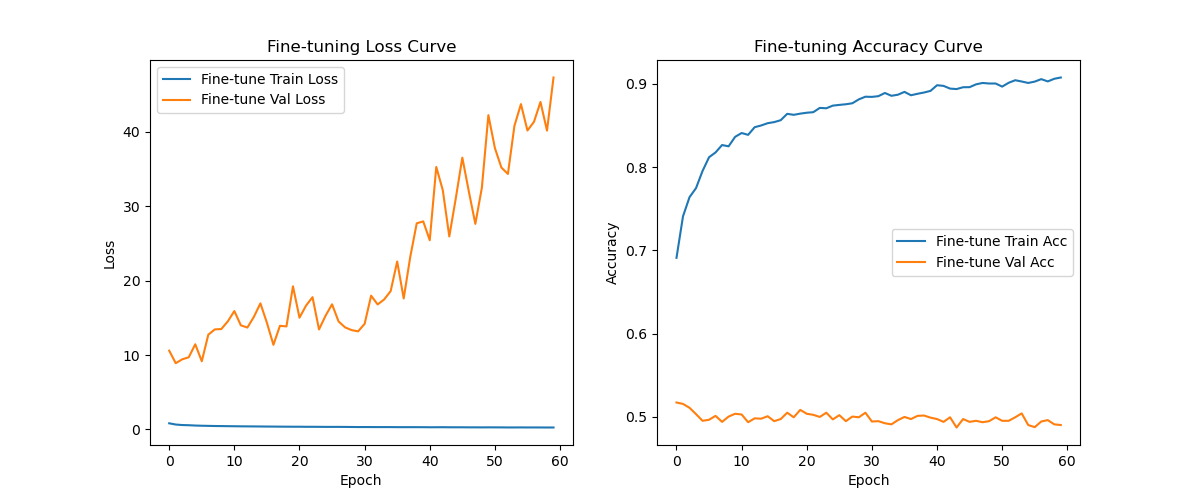 Fine-tuning Loss Curve
Fine-tune Train Loss
Fine-tune Val Loss
Loss
40
30
20
10
0
0 10 20 30 40 50 60
Epoch
Fine-tuning Accuracy Curve
Fine-tune Train Acc
Fine-tune Val Acc
Accuracy
0.9
0.8
0.7
0.6
0.5
0 10 20 30 40 50 60
Epoch